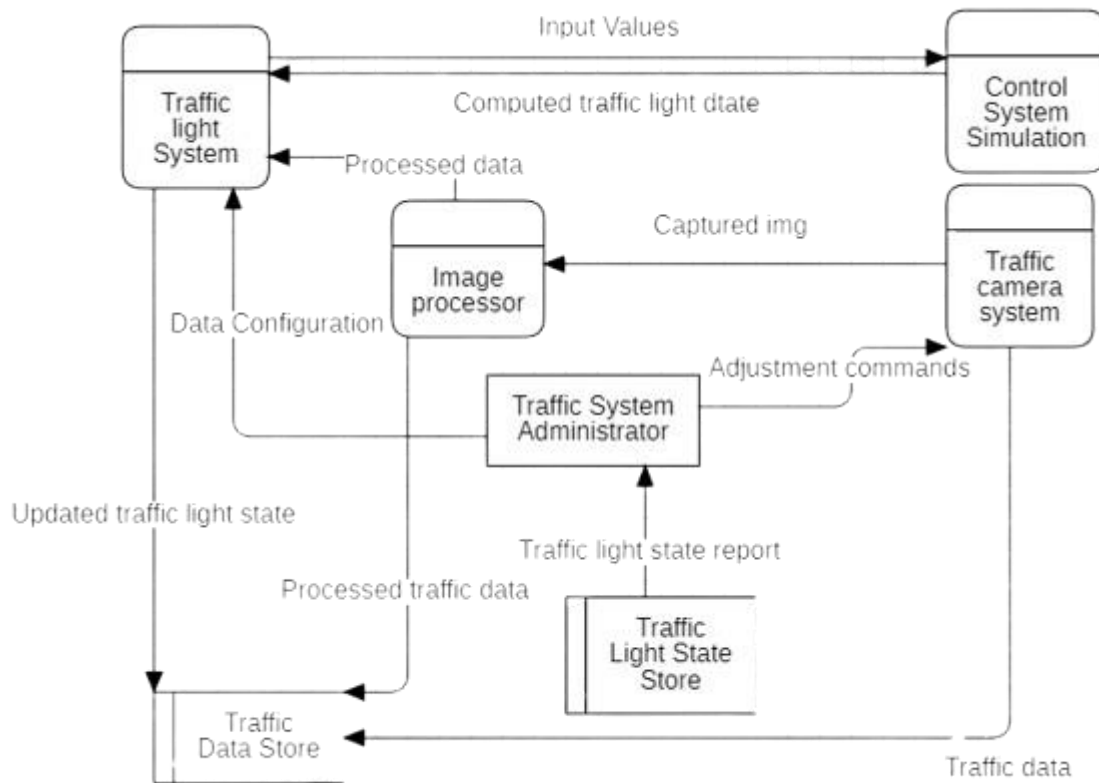 Input Values
Traffic
light
System
Computed traffic light dtate
Control
System
Simulation
Processed data
Captured img
Image
processor
Traffic
camera
system
Data Configuration
Adjustment commands
Traffic System
Administrator
Updated traffic light state
Traffic light state report
Processed traffic data
Traffic
Light State
Store
Traffic
Data Store
Traffic data